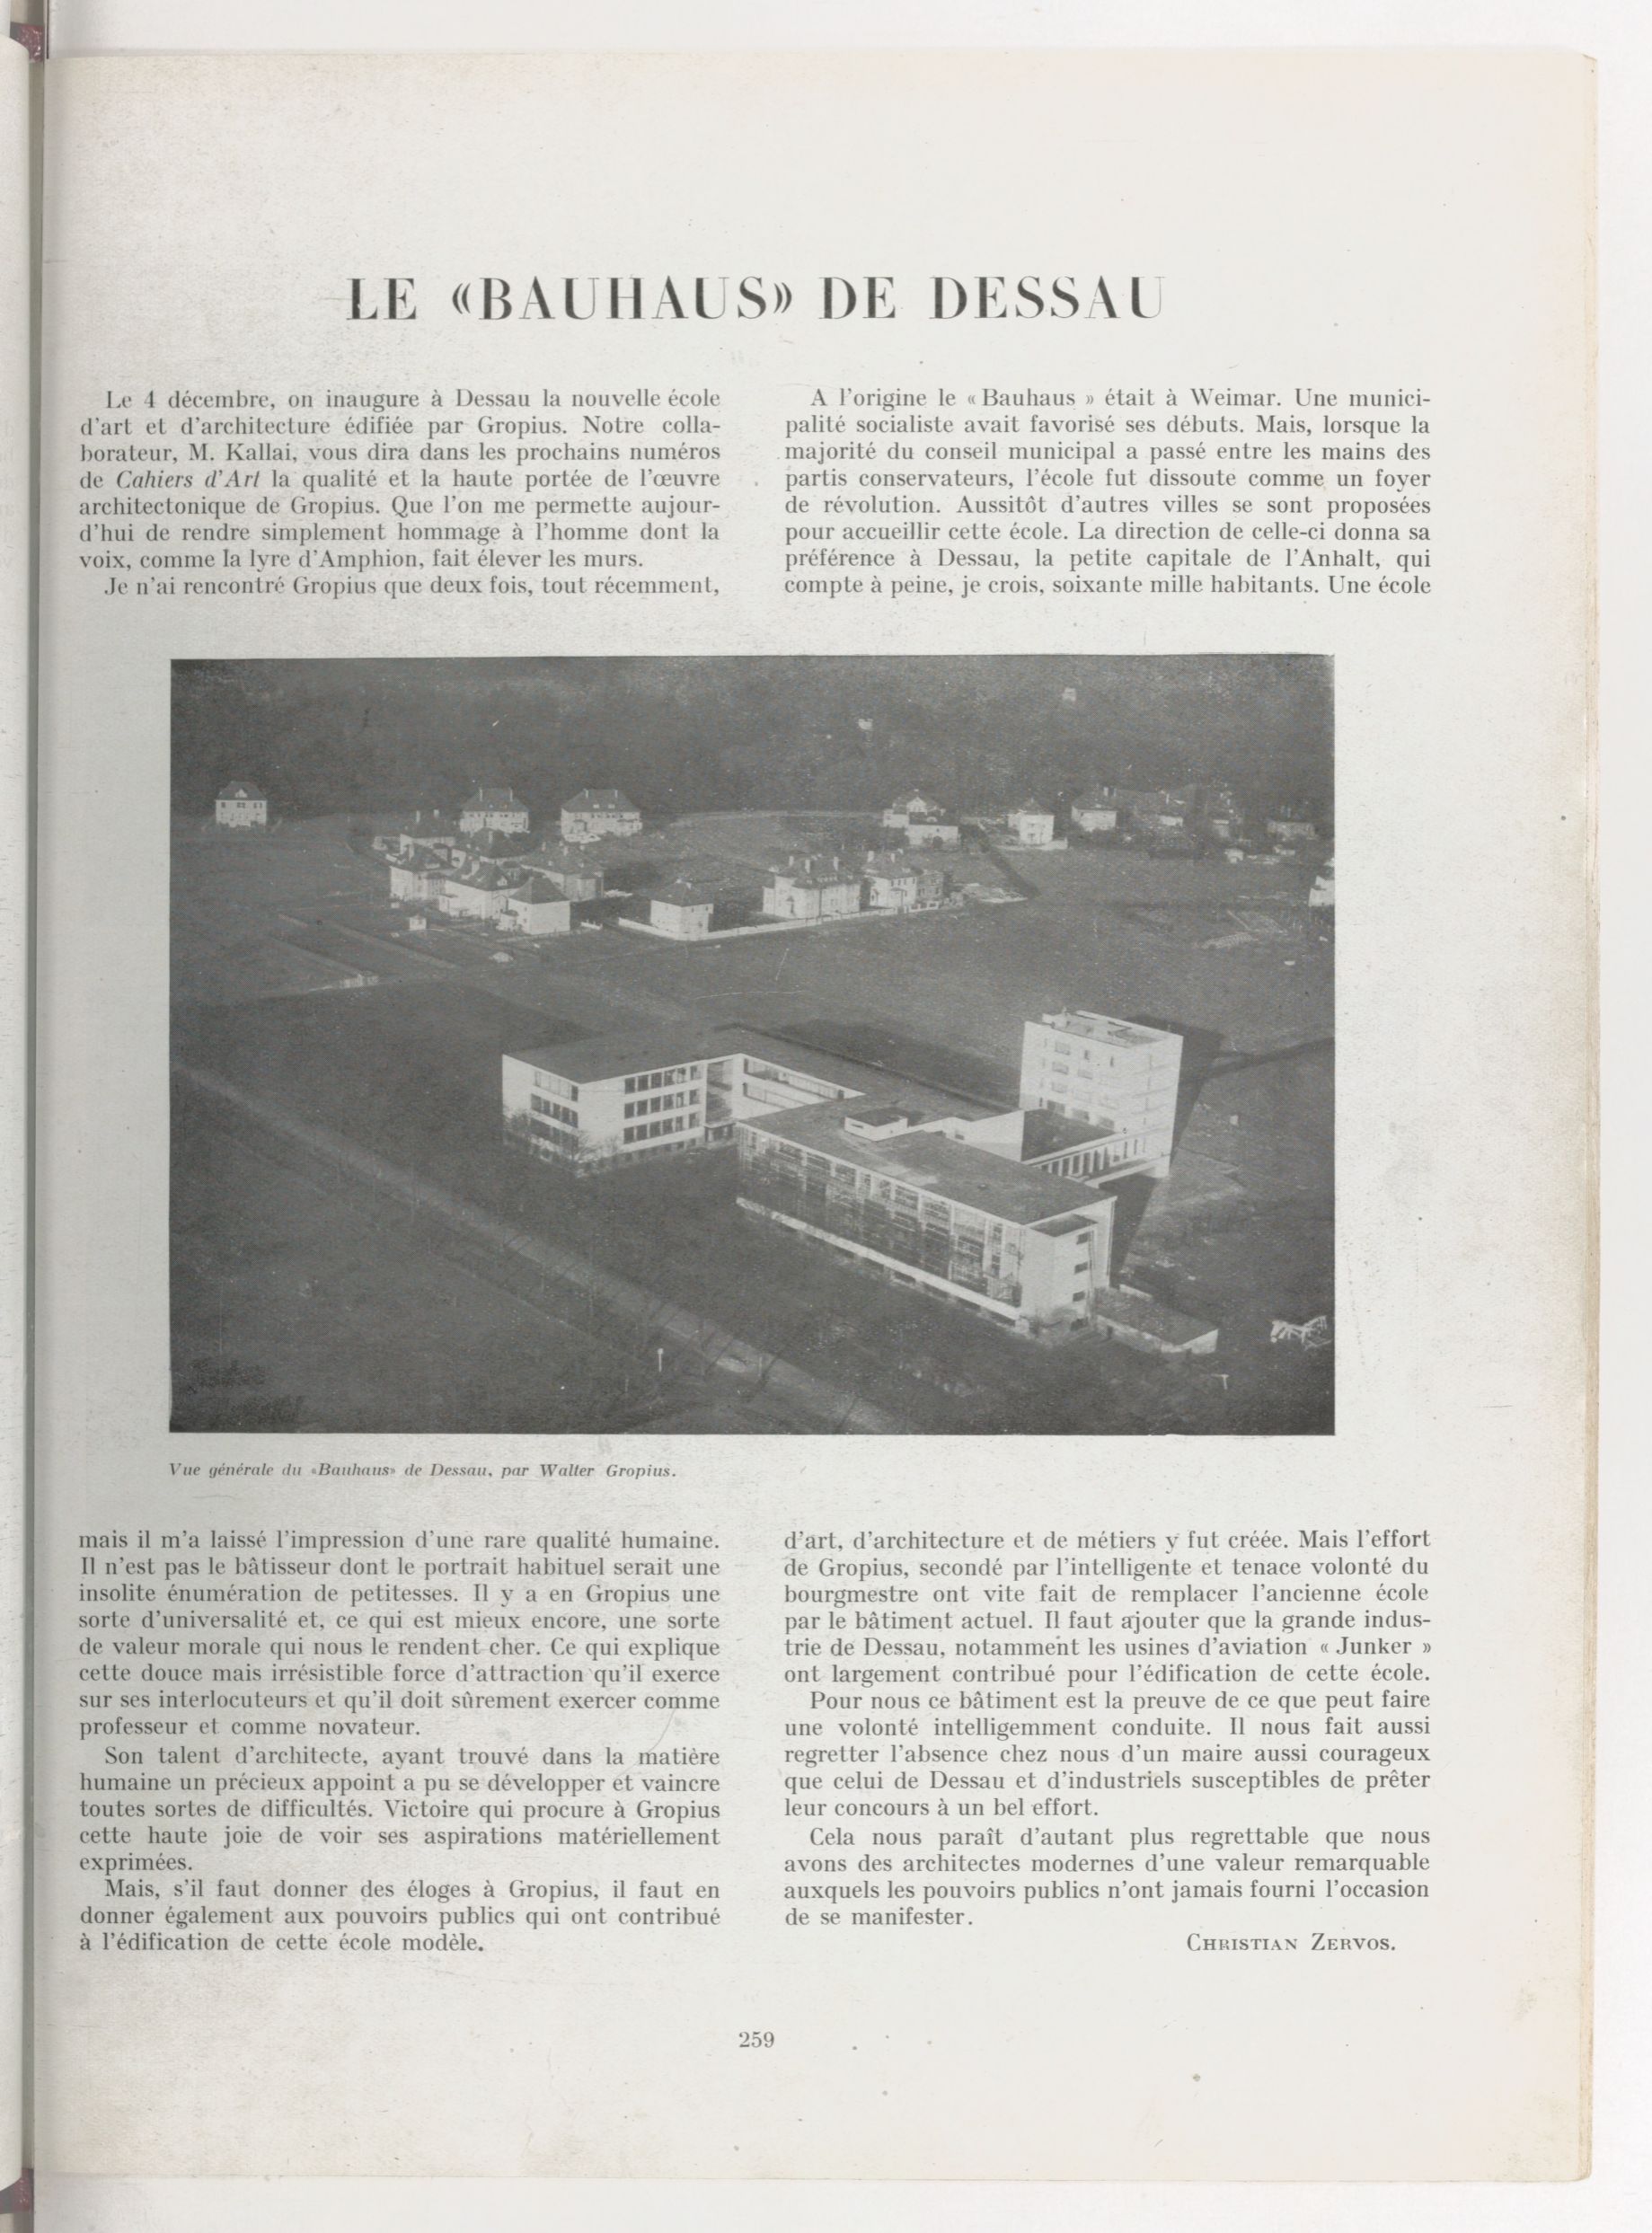 LE «BAUHAUS» DE DESSAU
Le 4 décembre, on inaugure à Dessau la nouvelle école
d'art et d'architecture édifiée par Gropius. Notre colla-
borateur, M. Kallai, vous dira dans les prochains numéros
de Cahiers d'Art la qualité et la haute portée de l'œuvre
architectonique de Gropius. Que l'on me permette aujour-
d'hui de rendre simplement hommage à l'homme dont la
voix, comme la lyre d'Amphion, fait élever les murs.
Je n'ai rencontré Gropius que deux fois, tout récemment,
mais il m'a laissé l'impression d'une rare qualité humaine.
Il n'est pas le bâtisseur dont le portrait habituel serait une
insolite énumération de petitesses. Il y a en Gropius une
sorte d'universalité et, ce qui est mieux encore, une sorte
de valeur morale qui nous le rendent cher. Ce qui explique
cette douce mais irrésistible force d'attraction qu'il exerce
sur ses interlocuteurs et qu'il doit sûrement exercer comme
professeur et comme novateur.
Son talent d'architecte, ayant trouvé dans la matière
humaine un précieux appoint a pu se développer et vaincre
toutes sortes de difficultés. Victoire qui procure à Gropius
cette haute joie de voir ses aspirations matériellement
exprimées.
Mais, s'il faut donner des éloges à Gropius, il faut en
donner également aux pouvoirs publics qui ont contribué
à l'édification de cette école modèle.
A l'origine le « Bauhaus » était à Weimar. Une munici-
palité socialiste avait favorisé ses débuts. Mais, lorsque la
majorité du conseil municipal a passé entre les mains des
partis conservateurs, l'école fut dissoute comme un foyer
de révolution. Aussitôt d'autres villes se sont proposées
pour accueillir cette école. La direction de celle-ci donna sa
préférence à Dessau, la petite capitale de l'Anhalt, qui
compte à peine, je crois, soixante mille habitants. Une école
d'art, d'architecture et de métiers y fut créée. Mais l'effort
de Gropius, secondé par l'intelligente et tenace volonté du
bourgmestre ont vite fait de remplacer l'ancienne école
par le bâtiment actuel. Il faut ajouter que la grande indus-
trie de Dessau, notamment les usines d'aviation « Junker »
ont largement contribué pour l'édification de cette école.
Pour nous ce bâtiment est la preuve de ce que peut faire
une volonté intelligemment conduite. Il nous fait aussi
regretter l'absence chez nous d'un maire aussi courageux
que celui de Dessau et d'industriels susceptibles de prêter
leur concours à un bel effort.
Cela nous paraît d'autant plus regrettable que nous
avons des architectes modernes d'une valeur remarquable
auxquels les pouvoirs publics n'ont jamais fourni l'occasion
de se manifester.
CHRISTIAN ZERVOS.
Vue générale du «Bauhaus» de Dessau, par Walter Gropius.
259